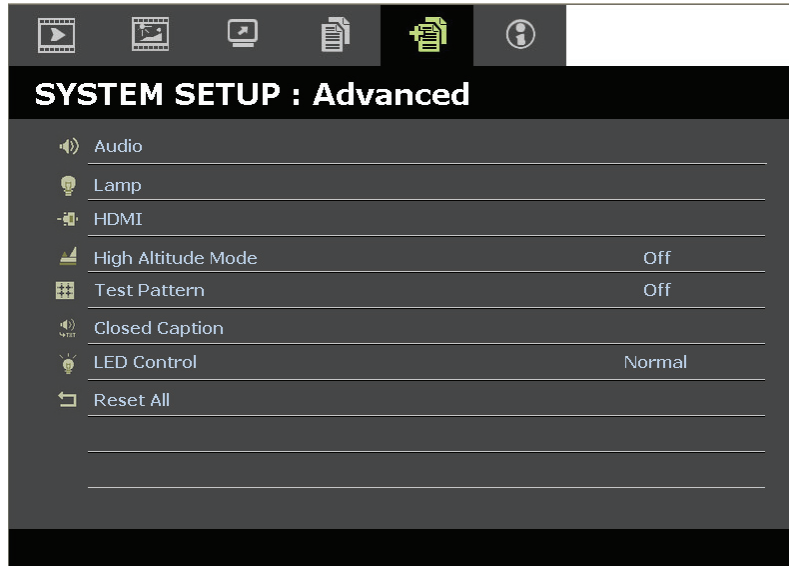 SYSTEM SETUP : Advanced
Audio
Lamp
HDMI
High Altitude Mode Off
Test Pattern Off
TXT
Closed Caption
LED Control Normal
Reset All